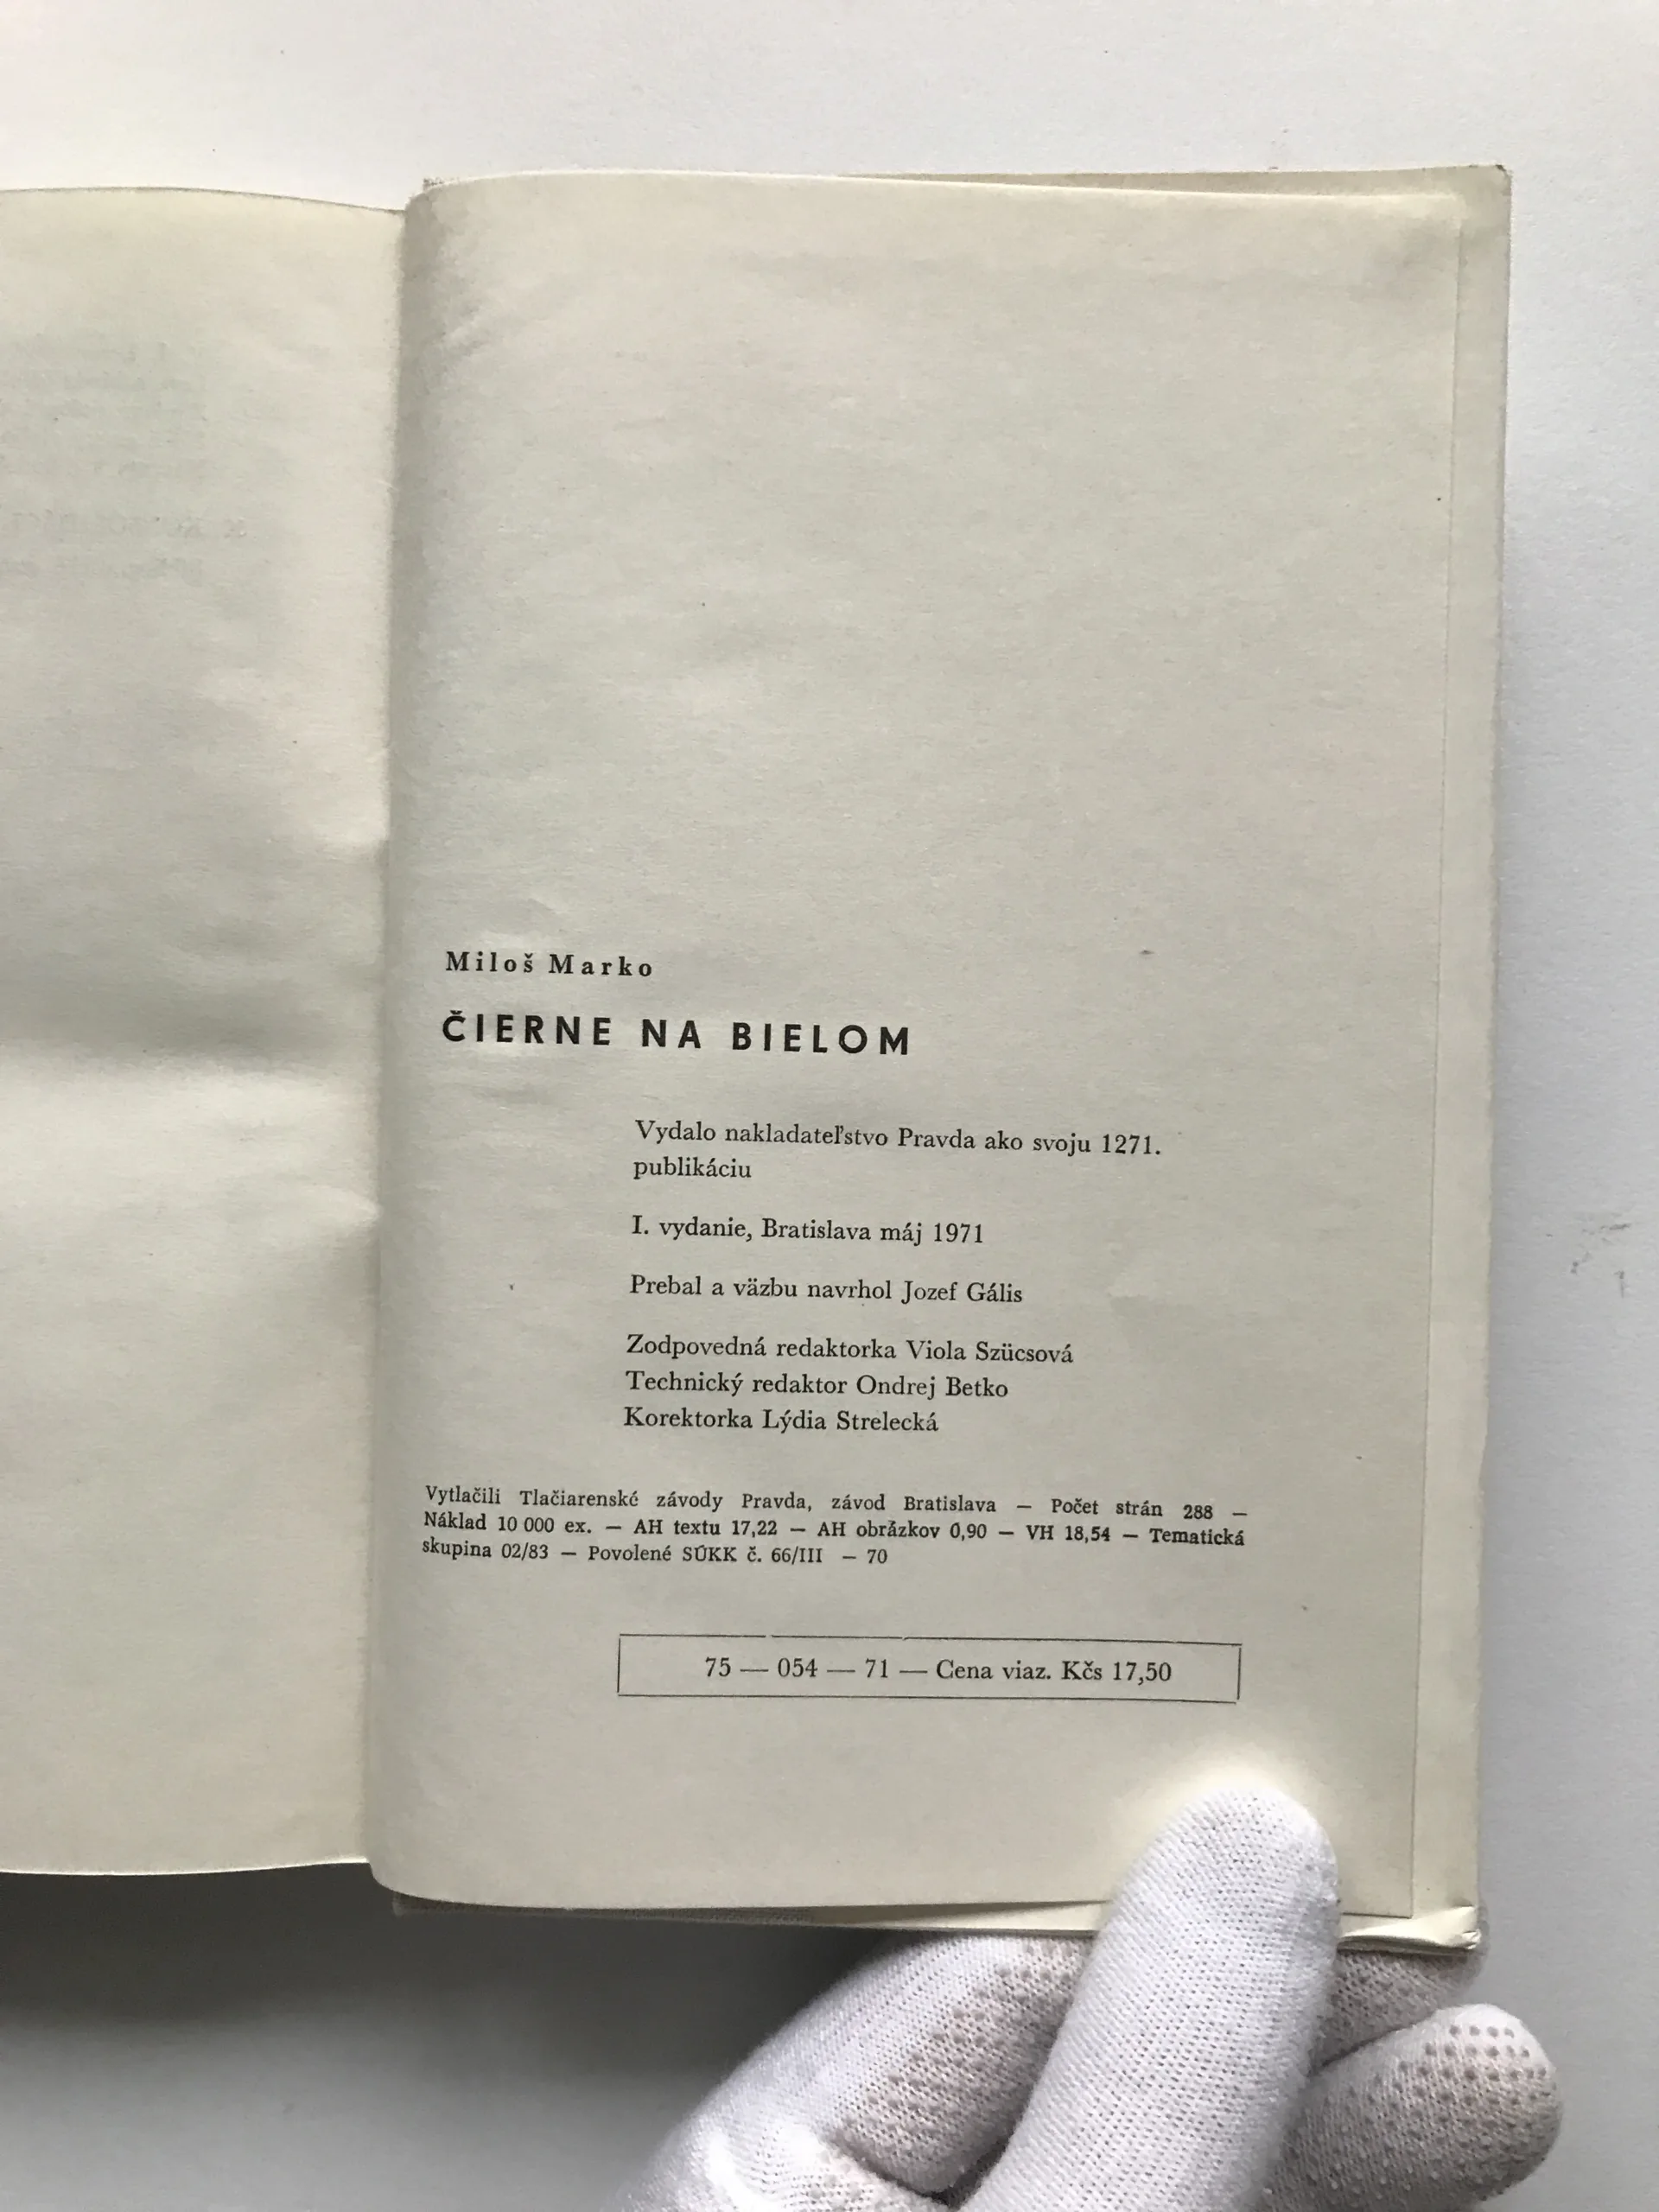 Miloš Marko
ČIERNE NA BIELOM
Vydalo nakladateľstvo Pravda ako svoju 1271.
publikáciu
I. vydanie, Bratislava máj 1971
Prebal a väzbu navrhol Jozef Gális
Zodpovedná redaktorka Viola Szücsová
Technický redaktor Ondrej Betko
Korektorka Lýdia Strelecká
Vytlačili Tlačiarenské závody Pravda, závod Bratislava — Počet strán 288 —
Náklad 10 000 ex. — AH textu 17,22 — AH obrázkov 0,90 — VH 18,54 — Tematická
skupina 02/83 — Povolené SÚKK č. 66/III — 70
75 — 054 — 71 — Cena viaz. Kčs 17,50